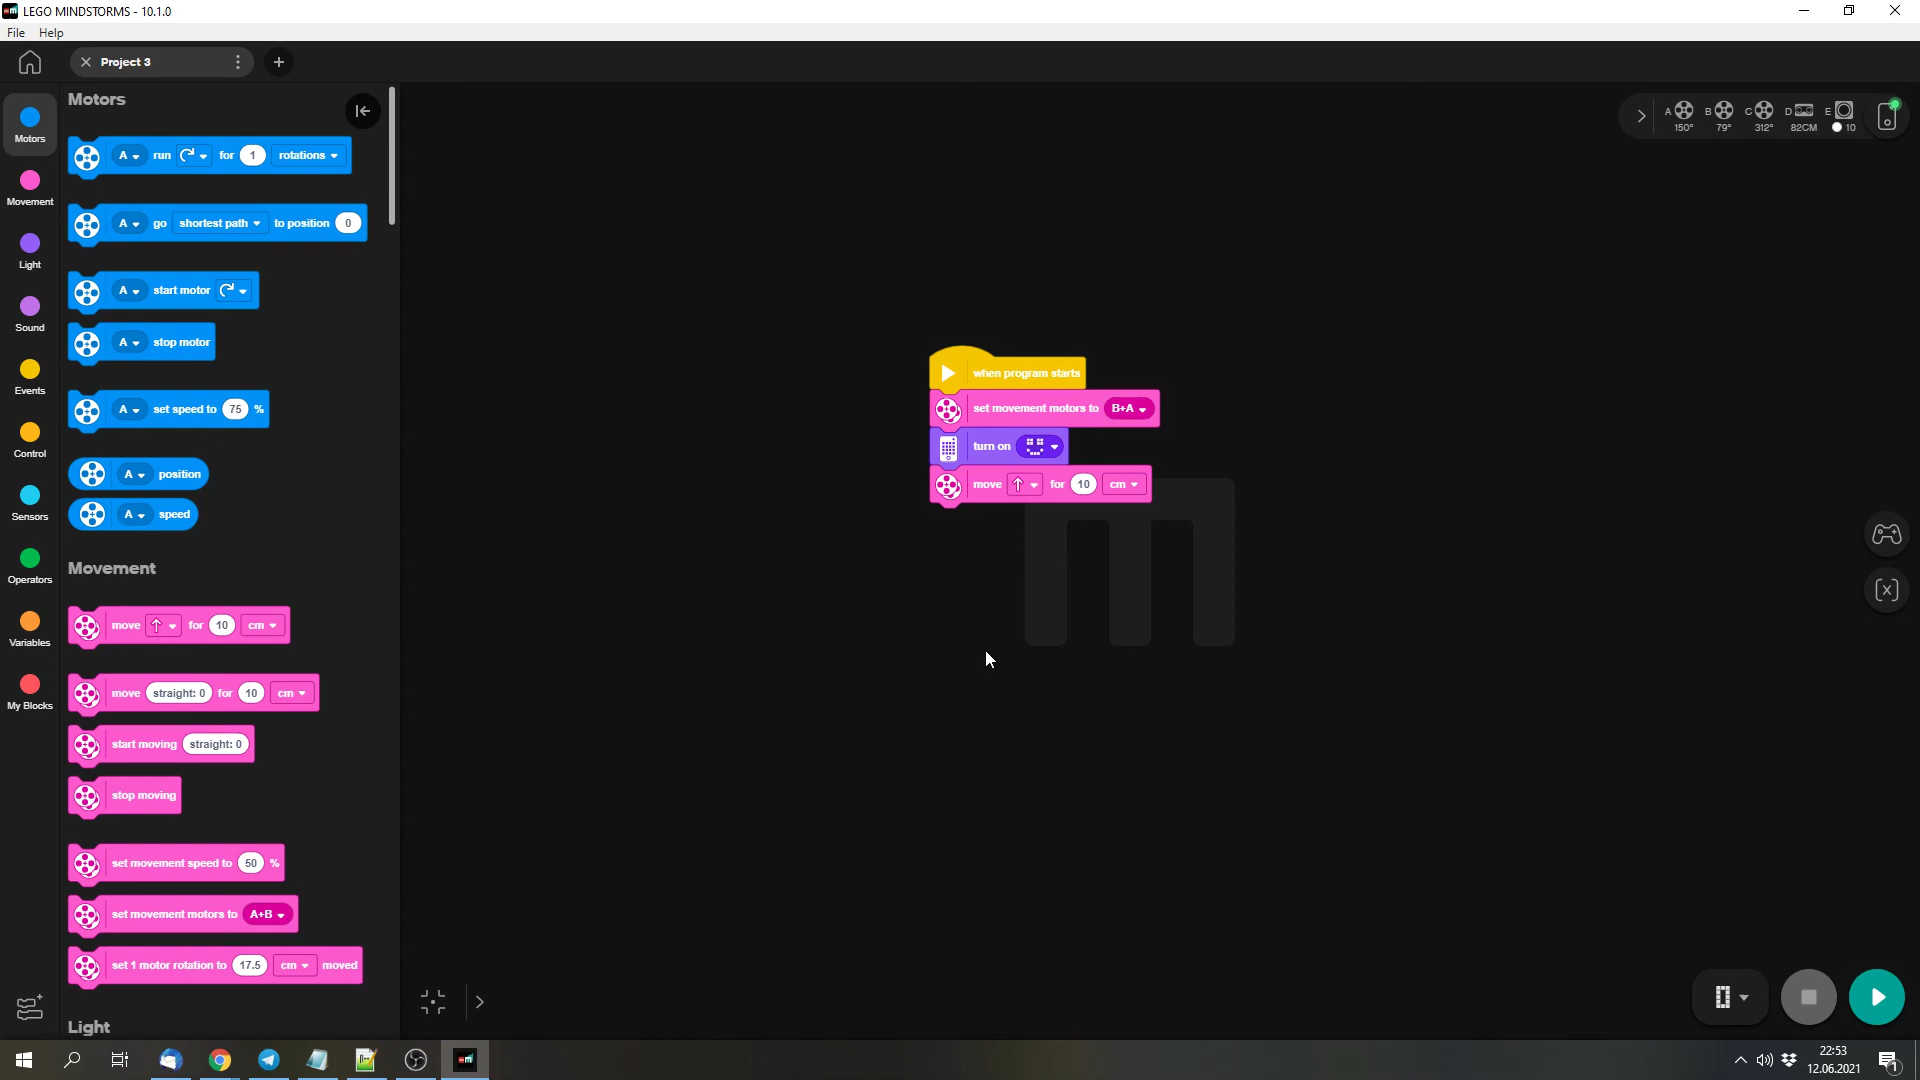 LEGO MINDSTORMS - 10.1.0
File Help
Project 3
Motors
Movement
Light
Sound
Events
Control
Sensors
Operators
Variables
My Blocks
Motors
A run for 1 rotations
A go shortest path to position 0
A start motor
A stop motor
A set speed to 75 %
A position
A speed
Movement
move for 10 cm
move straight: 0 for 10 cm
start moving straight: 0
stop moving
set movement speed to 50 %
set movement motors to A+B
set 1 motor rotation to 17.5 cm moved
Light
when program starts
set movement motors to B+A
turn on
move for 10 cm
A B C D E
150° 79° 312° 82CM 10
22:53
12.06.2021
1